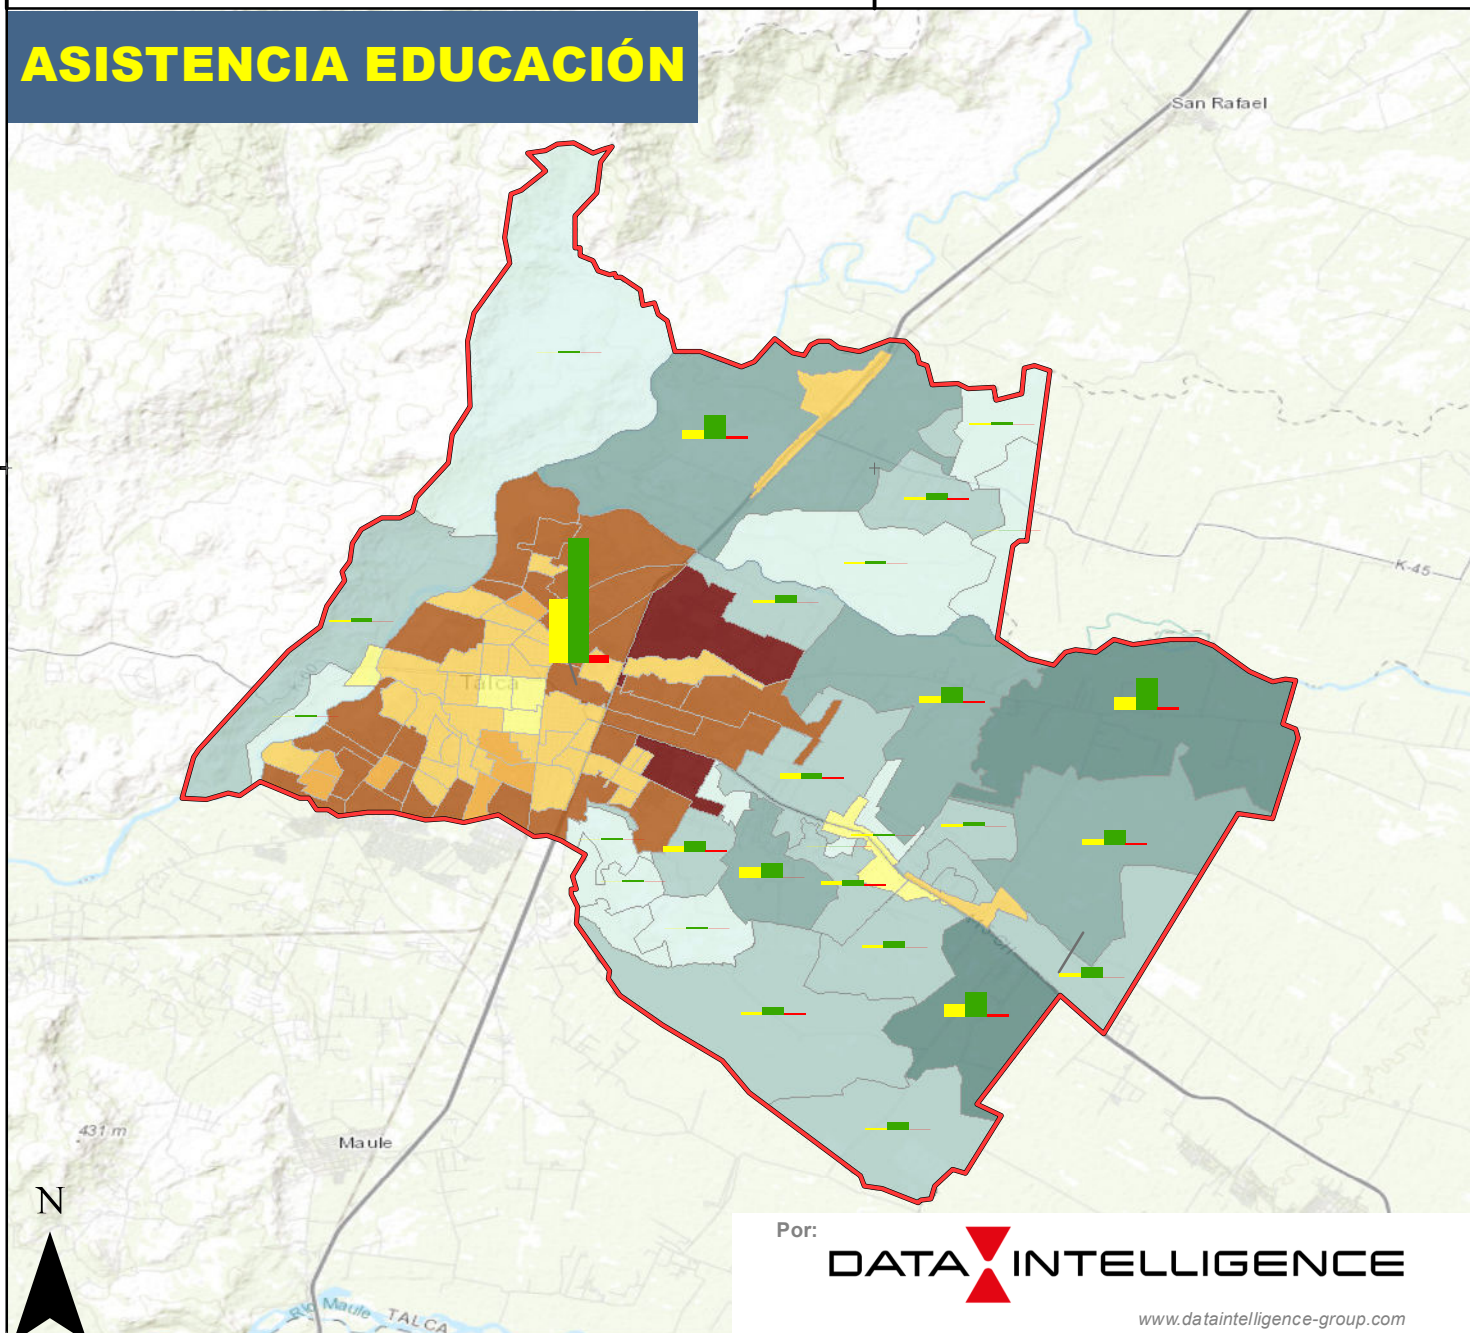 ASISTENCIA EDUCACIÓN
San Rafael
K-45
Talca
431 m
Maule
N
Por:
DATA INTELLIGENCE
Río Maule
TALCA
www.dataintelligence-group.com